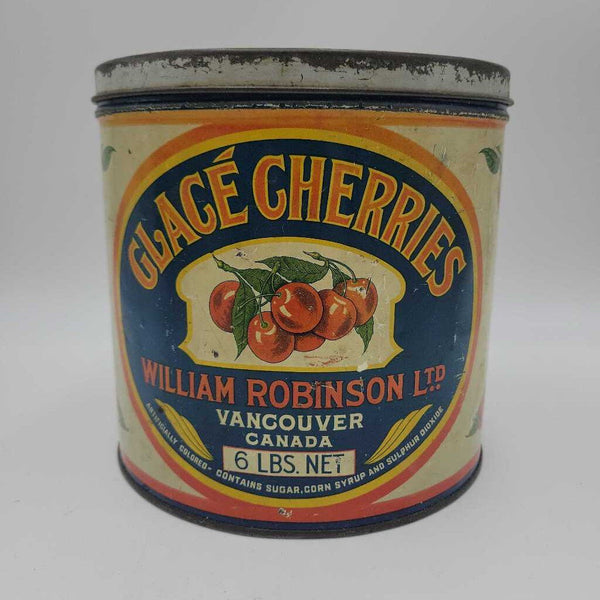 GLACÉ CHERRIES
WILLIAM ROBINSON LTD.
VANCOUVER
CANADA
6 LBS. NET
ARTIFICIALLY COLORED - CONTAINS SUGAR, CORN SYRUP AND SULPHUR DIOXIDE